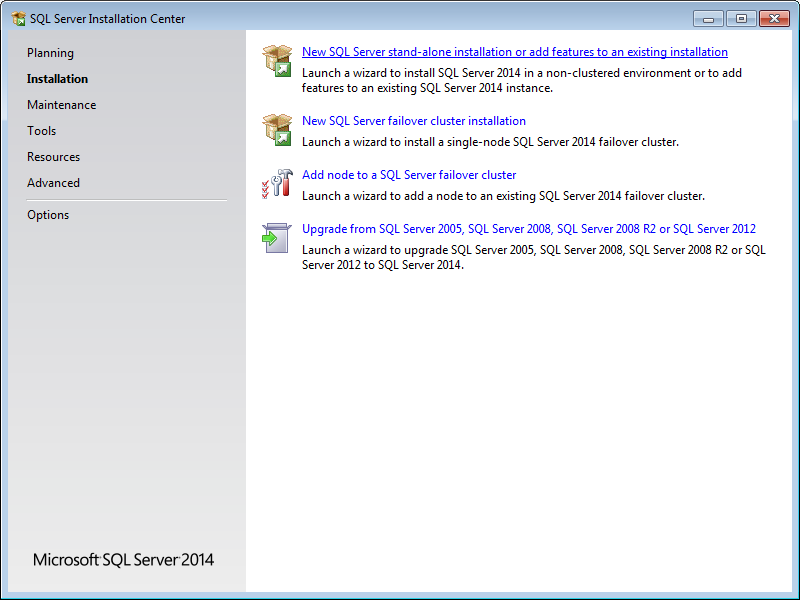 SQL Server Installation Center
Planning
Installation
Maintenance
Tools
Resources
Advanced
Options
New SQL Server stand-alone installation or add features to an existing installation
Launch a wizard to install SQL Server 2014 in a non-clustered environment or to add
features to an existing SQL Server 2014 instance.
New SQL Server failover cluster installation
Launch a wizard to install a single-node SQL Server 2014 failover cluster.
Add node to a SQL Server failover cluster
Launch a wizard to add a node to an existing SQL Server 2014 failover cluster.
Upgrade from SQL Server 2005, SQL Server 2008, SQL Server 2008 R2 or SQL Server 2012
Launch a wizard to upgrade SQL Server 2005, SQL Server 2008, SQL Server 2008 R2 or SQL
Server 2012 to SQL Server 2014.
Microsoft SQL Server 2014